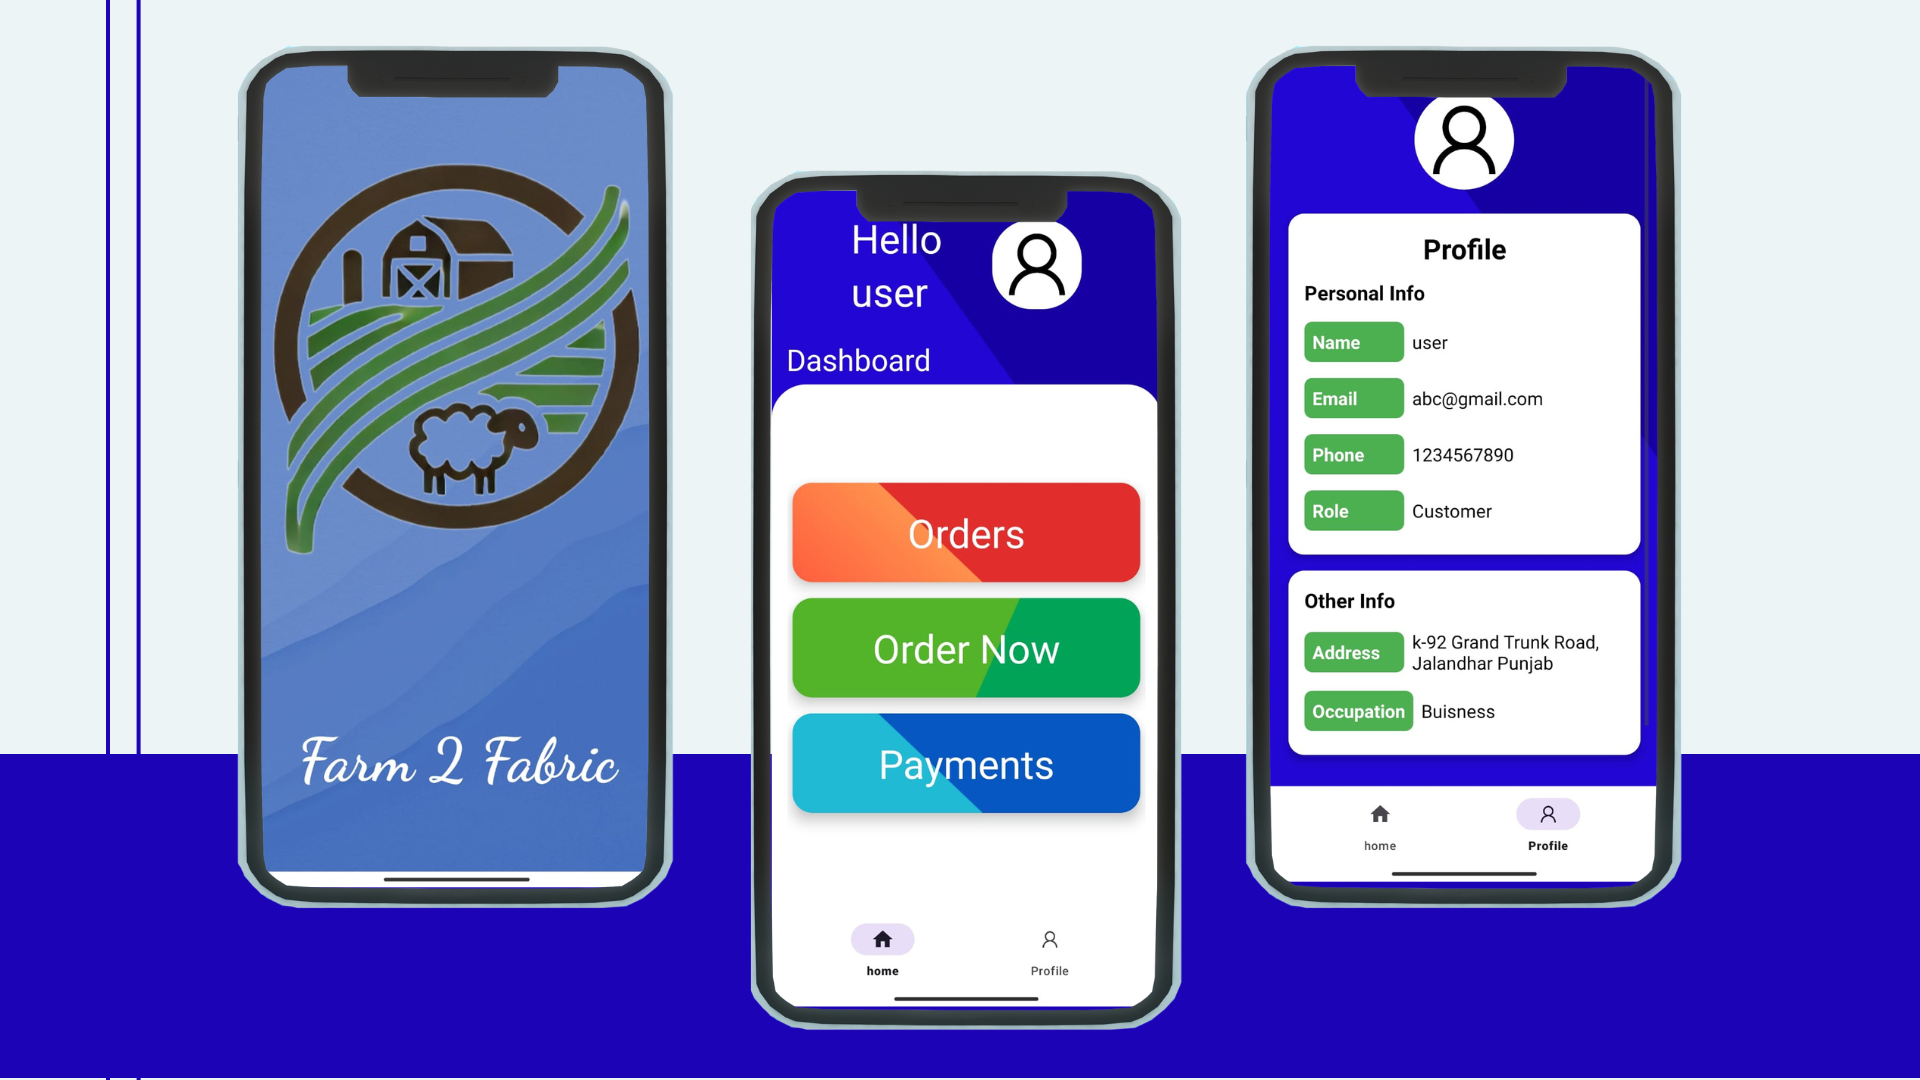 Farm 2 Fabric
Hello
user
Dashboard
Orders
Order Now
Payments
home
Profile
Profile
Personal Info
Name user
Email abc@gmail.com
Phone 1234567890
Role Customer
Other Info
Address k-92 Grand Trunk Road,
Jalandhar Punjab
Occupation Buisness
home
Profile